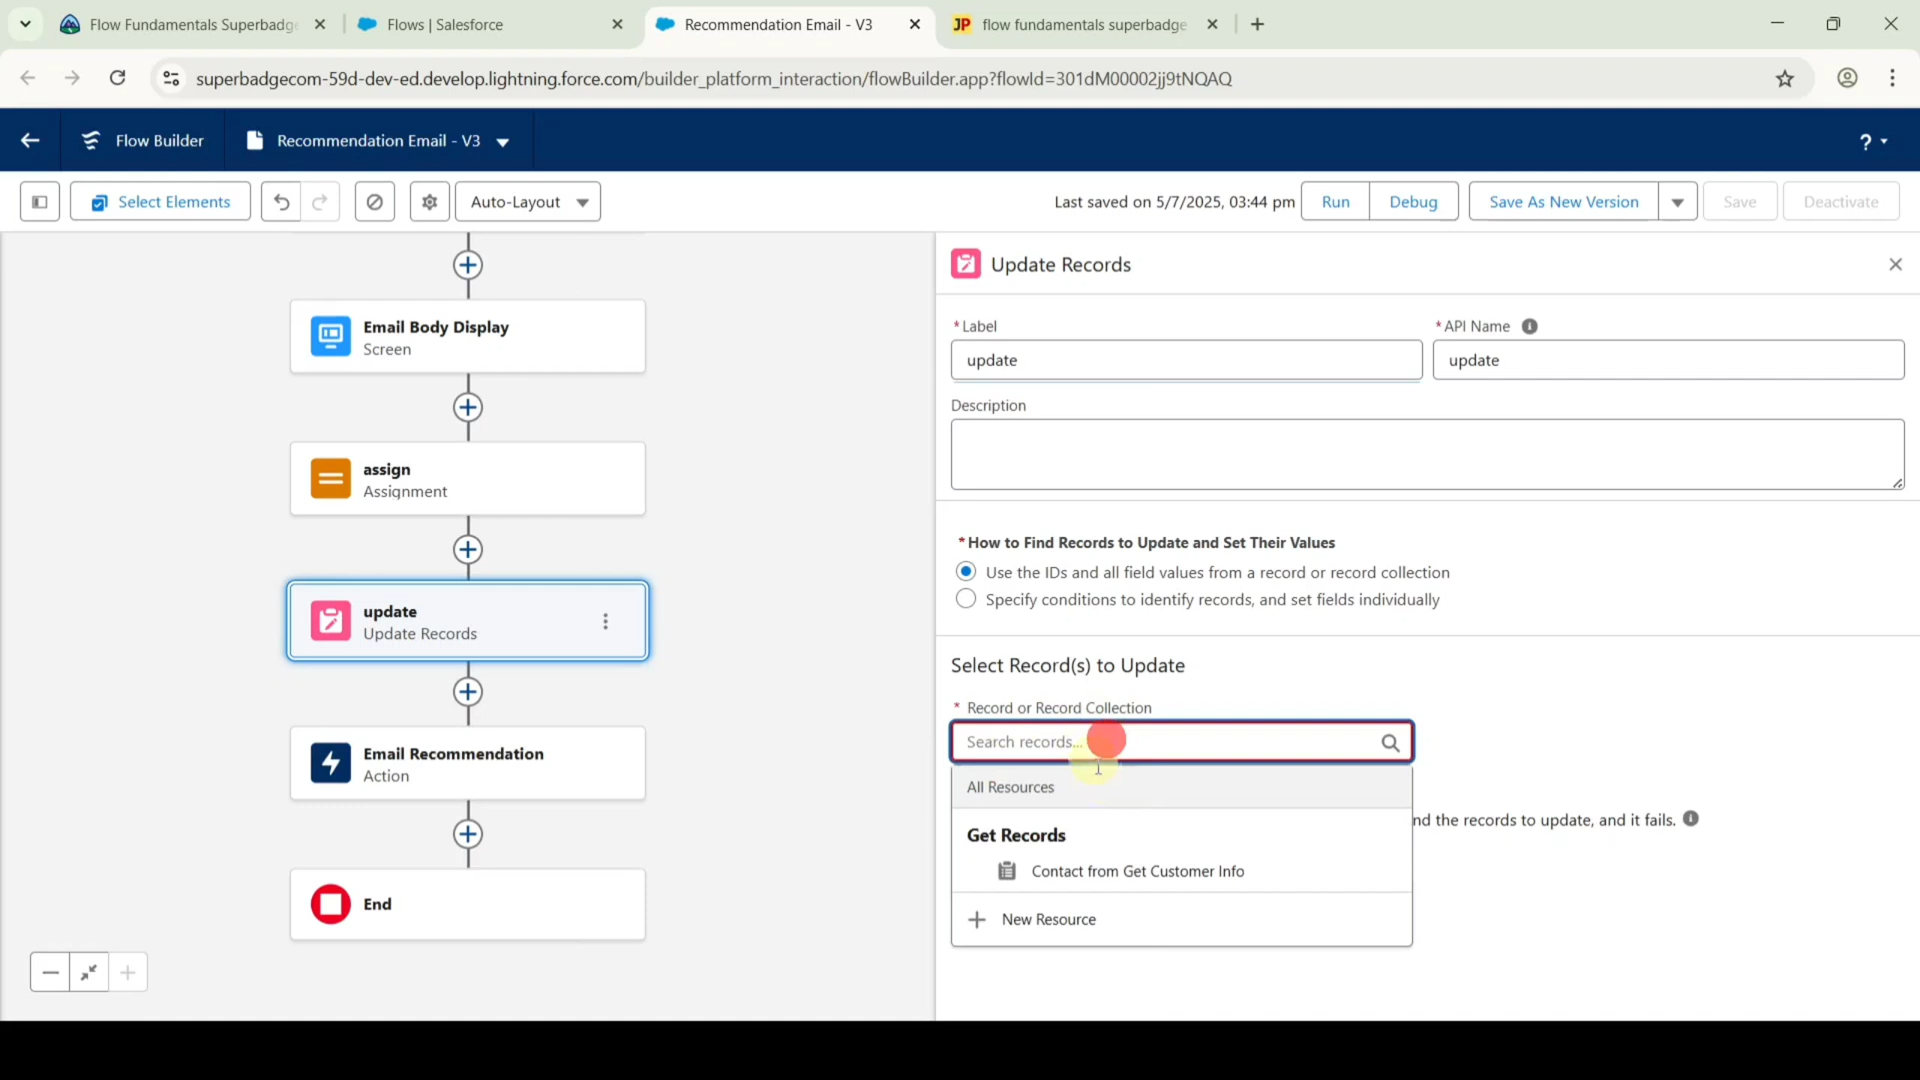 Flow Fundamentals Superbadge
Flows | Salesforce
Recommendation Email - V3
JP flow fundamentals superbadge
superbadgecom-59d-dev-ed.develop.lightning.force.com/builder_platform_interaction/flowBuilder.app?flowId=301dM00002jj9tNQAQ
Flow Builder
Recommendation Email - V3
?
Select Elements
Auto-Layout
Last saved on 5/7/2025, 03:44 pm
Run
Debug
Save As New Version
Save
Deactivate
Email Body Display
Screen
assign
Assignment
update
Update Records
Email Recommendation
Action
End
Update Records
* Label
update
* API Name
update
Description
* How to Find Records to Update and Set Their Values
Use the IDs and all field values from a record or record collection
Specify conditions to identify records, and set fields individually
Select Record(s) to Update
* Record or Record Collection
Search records...
All Resources
Get Records
Contact from Get Customer Info
New Resource
nd the records to update, and it fails.